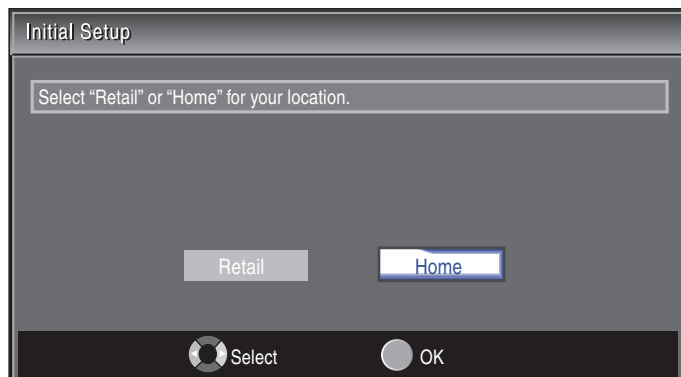 Initial Setup
Select “Retail” or “Home” for your location.
Retail Home
Select OK